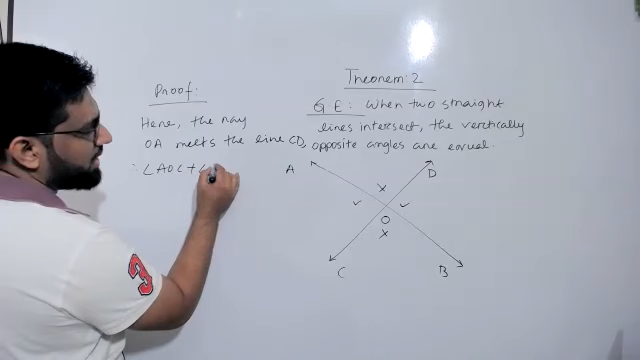 Theorem: 2
Proof:
G.E: When two straight
lines intersect, the vertically
opposite angles are equal.
Here, the ray
OA meets the line CD,
∴ ∠AOC + ∠
A
D
O
C
B
3